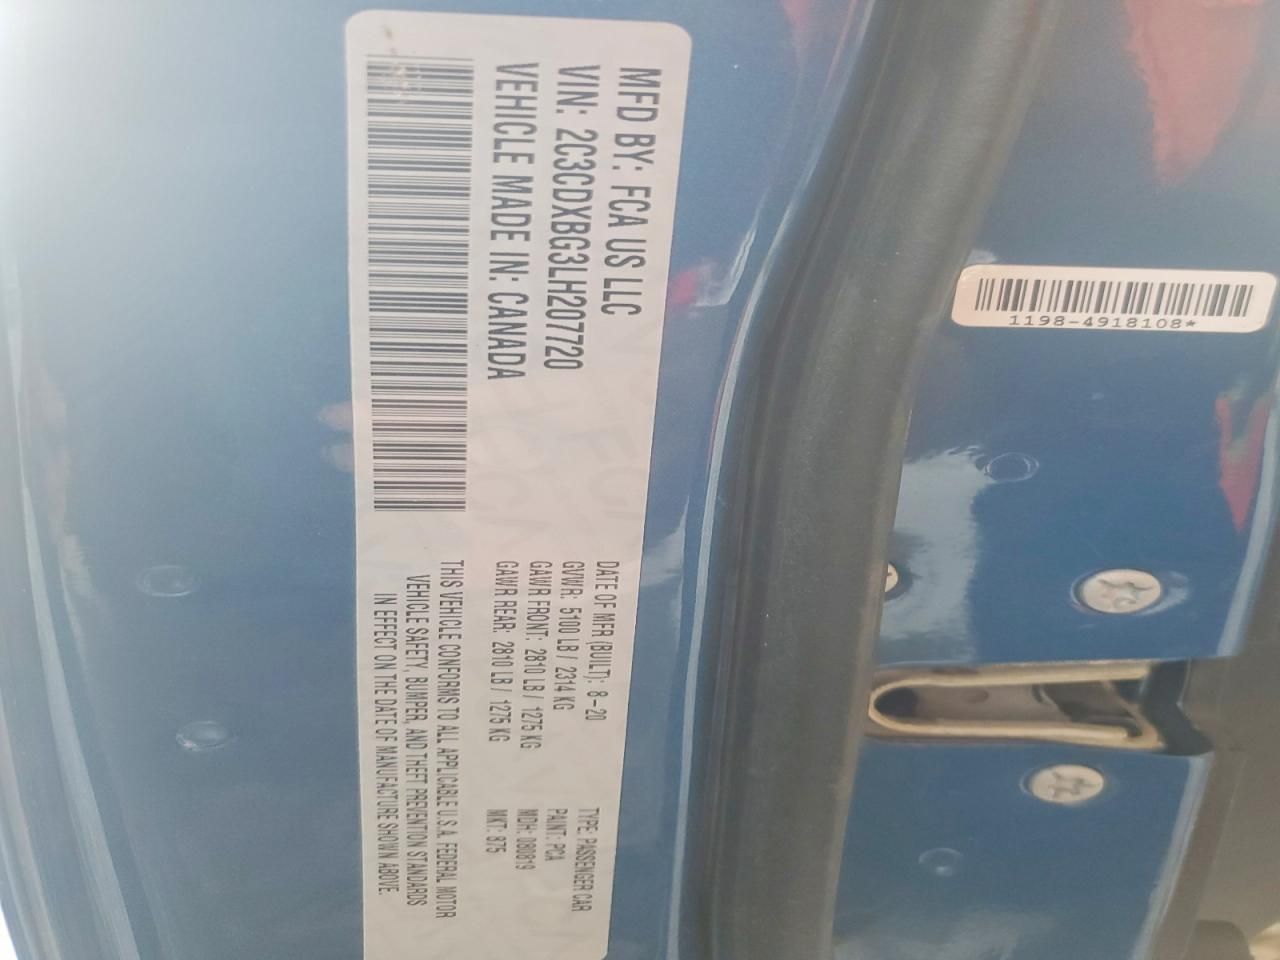 MFD BY: FCA US LLC
VIN: 2C3CDXBG3LH207720
VEHICLE MADE IN: CANADA
DATE OF MFR (BUILT): 8-20
GVWR: 5100 LB / 2314 KG
GAWR FRONT: 2810 LB / 1275 KG
GAWR REAR: 2810 LB / 1275 KG
TYPE: PASSENGER CAR
PAINT: PCA
MDH: 080819
MKT: 875
THIS VEHICLE CONFORMS TO ALL APPLICABLE U.S.A. FEDERAL MOTOR
VEHICLE SAFETY, BUMPER, AND THEFT PREVENTION STANDARDS
IN EFFECT ON THE DATE OF MANUFACTURE SHOWN ABOVE.
1198-4918108*